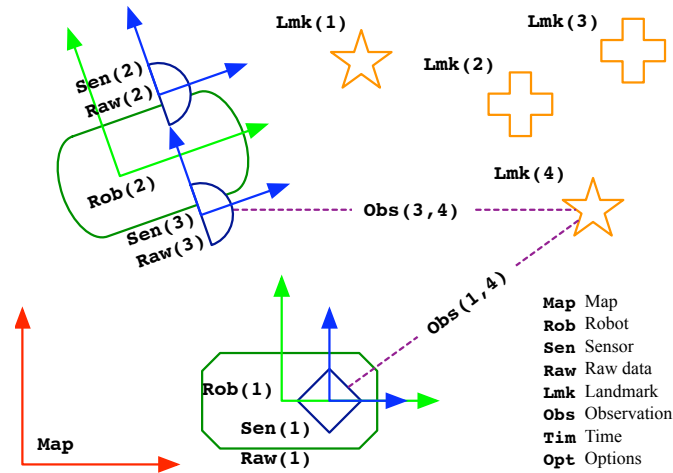 Lmk(1)
Lmk(3)
Lmk(2)
Sen(2)
Raw(2)
Rob(2)
Lmk(4)
Sen(3)
Raw(3)
Obs(3,4)
Obs(1,4)
Rob(1)
Sen(1)
Raw(1)
Map
Map Map
Rob Robot
Sen Sensor
Raw Raw data
Lmk Landmark
Obs Observation
Tim Time
Opt Options